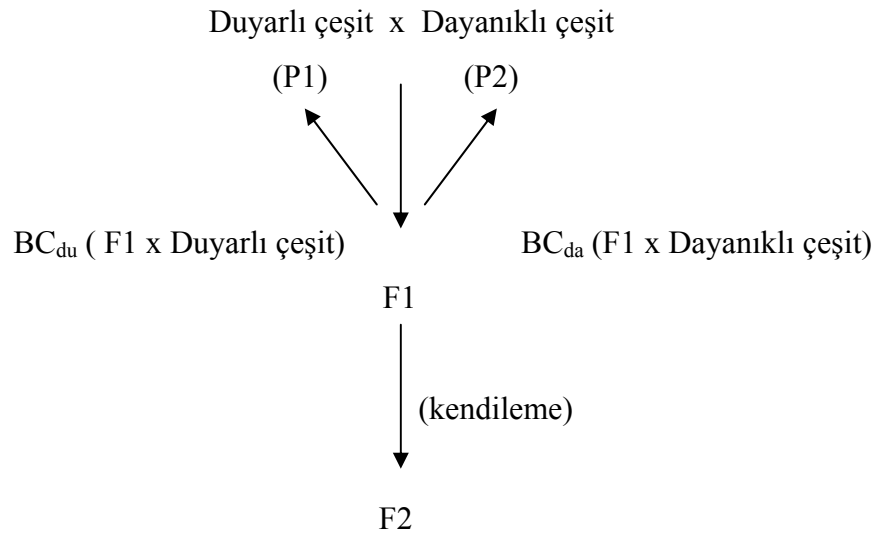 Duyarlı çeşit x Dayanıklı çeşit
(P1) (P2)
BCdu ( F1 x Duyarlı çeşit) BCda (F1 x Dayanıklı çeşit)
F1
(kendileme)
F2